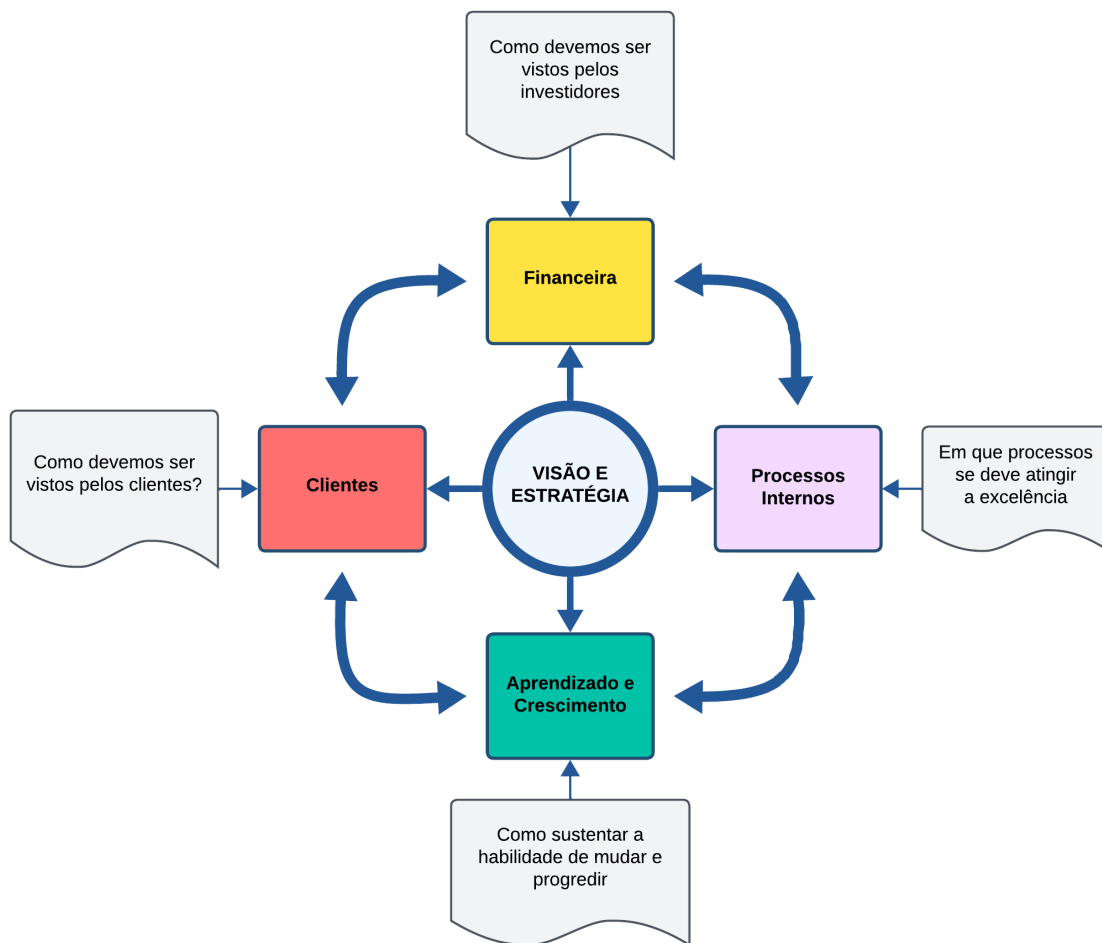 Como devemos ser
vistos pelos
investidores
Financeira
Como devemos ser
vistos pelos clientes?
Clientes
VISÃO E
ESTRATÉGIA
Processos
Internos
Em que processos
se deve atingir
a excelência
Aprendizado e
Crescimento
Como sustentar a
habilidade de mudar e
progredir